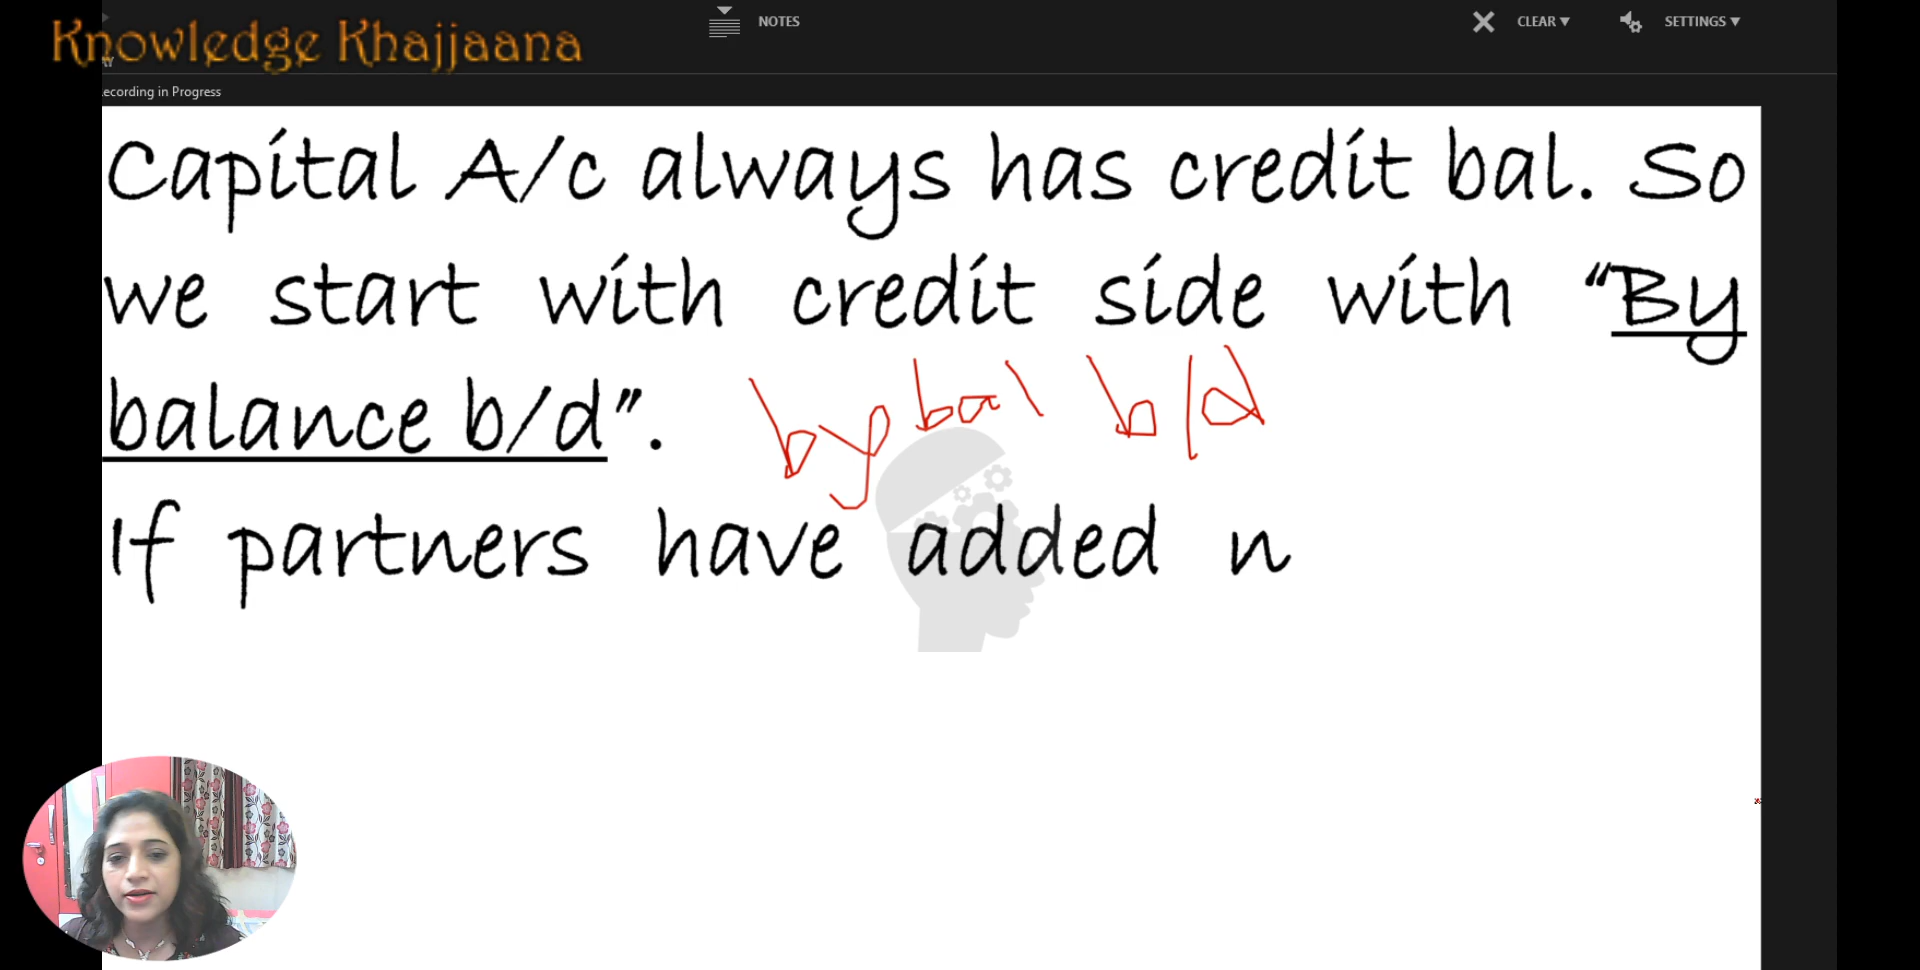 Knowledge Khajjaana
NOTES
CLEAR
SETTINGS
AY
ecording in Progress
Capital A/c always has credit bal. So
we start with credit side with “By
balance b/d”.
by bal b/d
If partners have added n